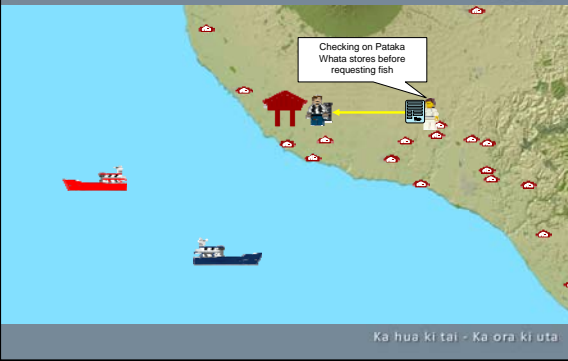 Checking on Pataka
Whata stores before
requesting fish
Ka hua ki tai - Ka ora ki uta